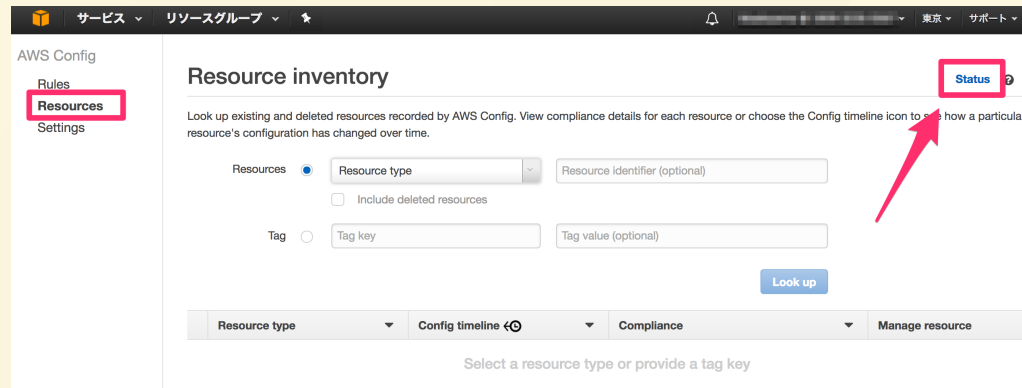 サービス リソースグループ 東京 サポート
AWS Config
Rules
Resources
Settings
Resource inventory
Status
Look up existing and deleted resources recorded by AWS Config. View compliance details for each resource or choose the Config timeline icon to how a particula
resource's configuration has changed over time.
Resources Resource type Resource identifier (optional)
Include deleted resources
Tag Tag key Tag value (optional)
Look up
Resource type Config timeline Compliance Manage resource
Select a resource type or provide a tag key